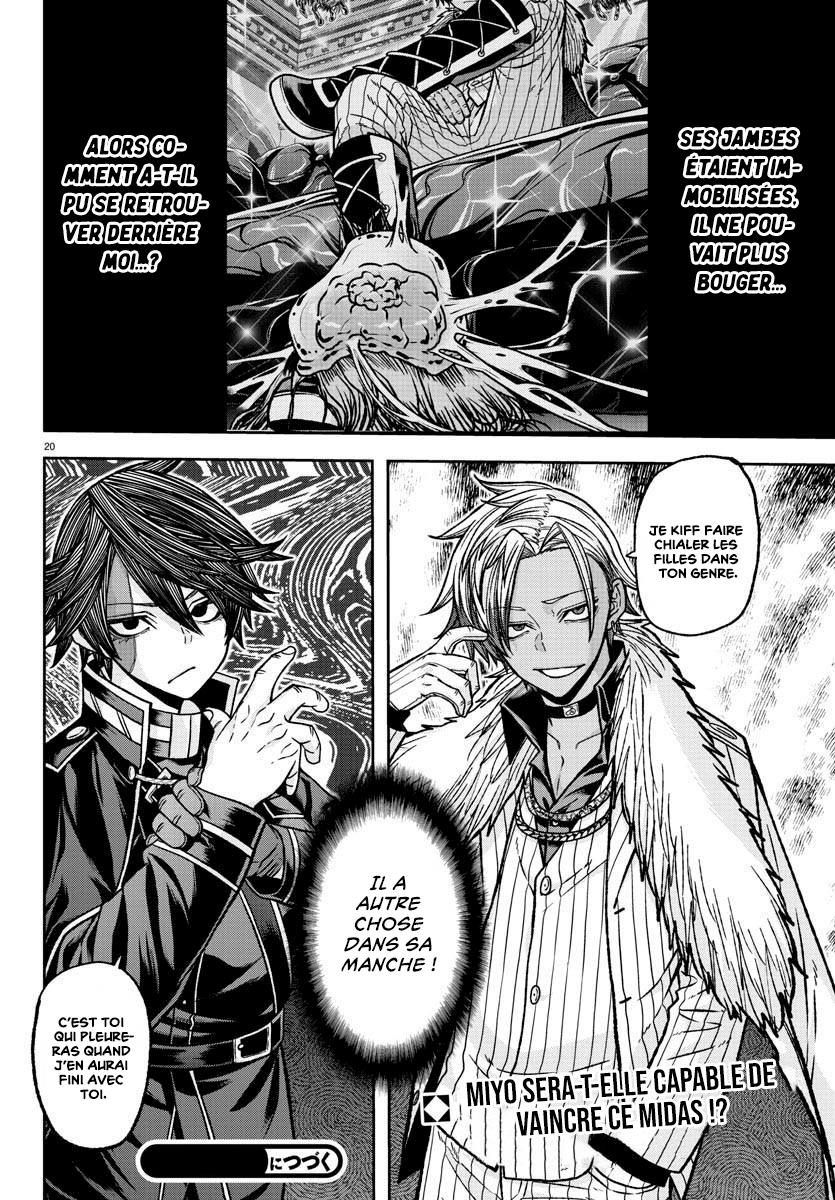 SES JAMBES
ÉTAIENT IM-
MOBILISÉES,
IL NE POU-
VAIT PLUS
BOUGER...
ALORS CO-
MMENT A-T-IL
PU SE RETROU-
VER DERRIÈRE
MOI...?
20
JE KIFF FAIRE
CHIALER LES
FILLES DANS
TON GENRE.
IL A
AUTRE
CHOSE
DANS SA
MANCHE !
C'EST TOI
QUI PLEURE-
RAS QUAND
J'EN AURAI
FINI AVEC
TOI.
MIYO SERA-T-ELLE CAPABLE DE
VAINCRE CE MIDAS !?
につづく